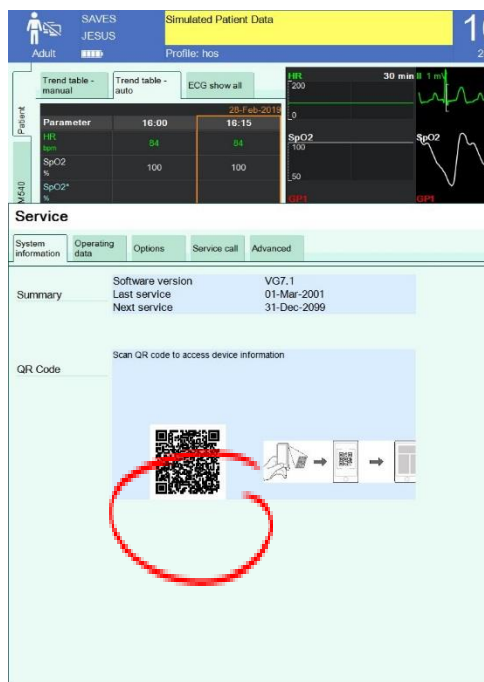 SAVES
JESUS
Simulated Patient Data
Adult
Profile: hos
Trend table - manual
Trend table - auto
ECG show all
Patient
M540
28-Feb-2019
Parameter 16:00 16:15
HR
bpm
84 84
SpO2
%
100 100
SpO2*
%
HR
30 min
200
0
II 1 mV
SpO2
100
50
SpO2
GP1
GP1
Service
System information
Operating data
Options
Service call
Advanced
Summary
Software version VG7.1
Last service 01-Mar-2001
Next service 31-Dec-2099
QR Code
Scan QR code to access device information